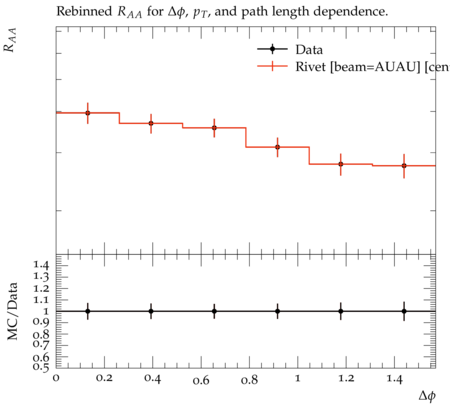 Rebinned R_AA for Δϕ, p_T, and path length dependence.
R_AA
Data
Rivet [beam=AUAU] [cen
MC/Data
1.4
1.3
1.2
1.1
1
0.9
0.8
0.7
0.6
0.5
0 0.2 0.4 0.6 0.8 1 1.2 1.4
Δϕ